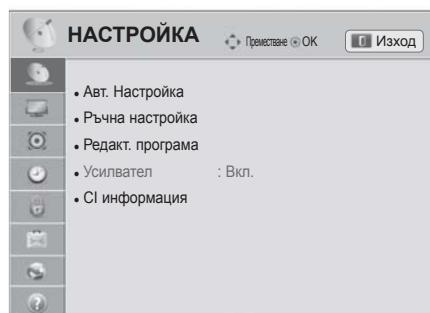 НАСТРОЙКА Преместване OK Изход
• Авт. Настройка
• Ръчна настройка
• Редакт. програма
• Усилвател : Вкл.
• CI информация